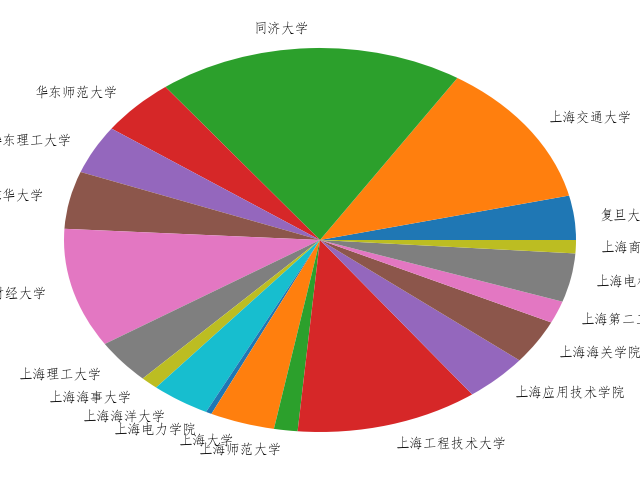 同济大学
华东师范大学
上海交通大学
东理工大学
华大学
复旦大
上海商
上海电
经大学
上海第二
上海海关学院
上海理工大学
上海应用技术学院
上海海事大学
上海海洋大学
上海电力学院
上海大学
上海工程技术大学
上海师范大学